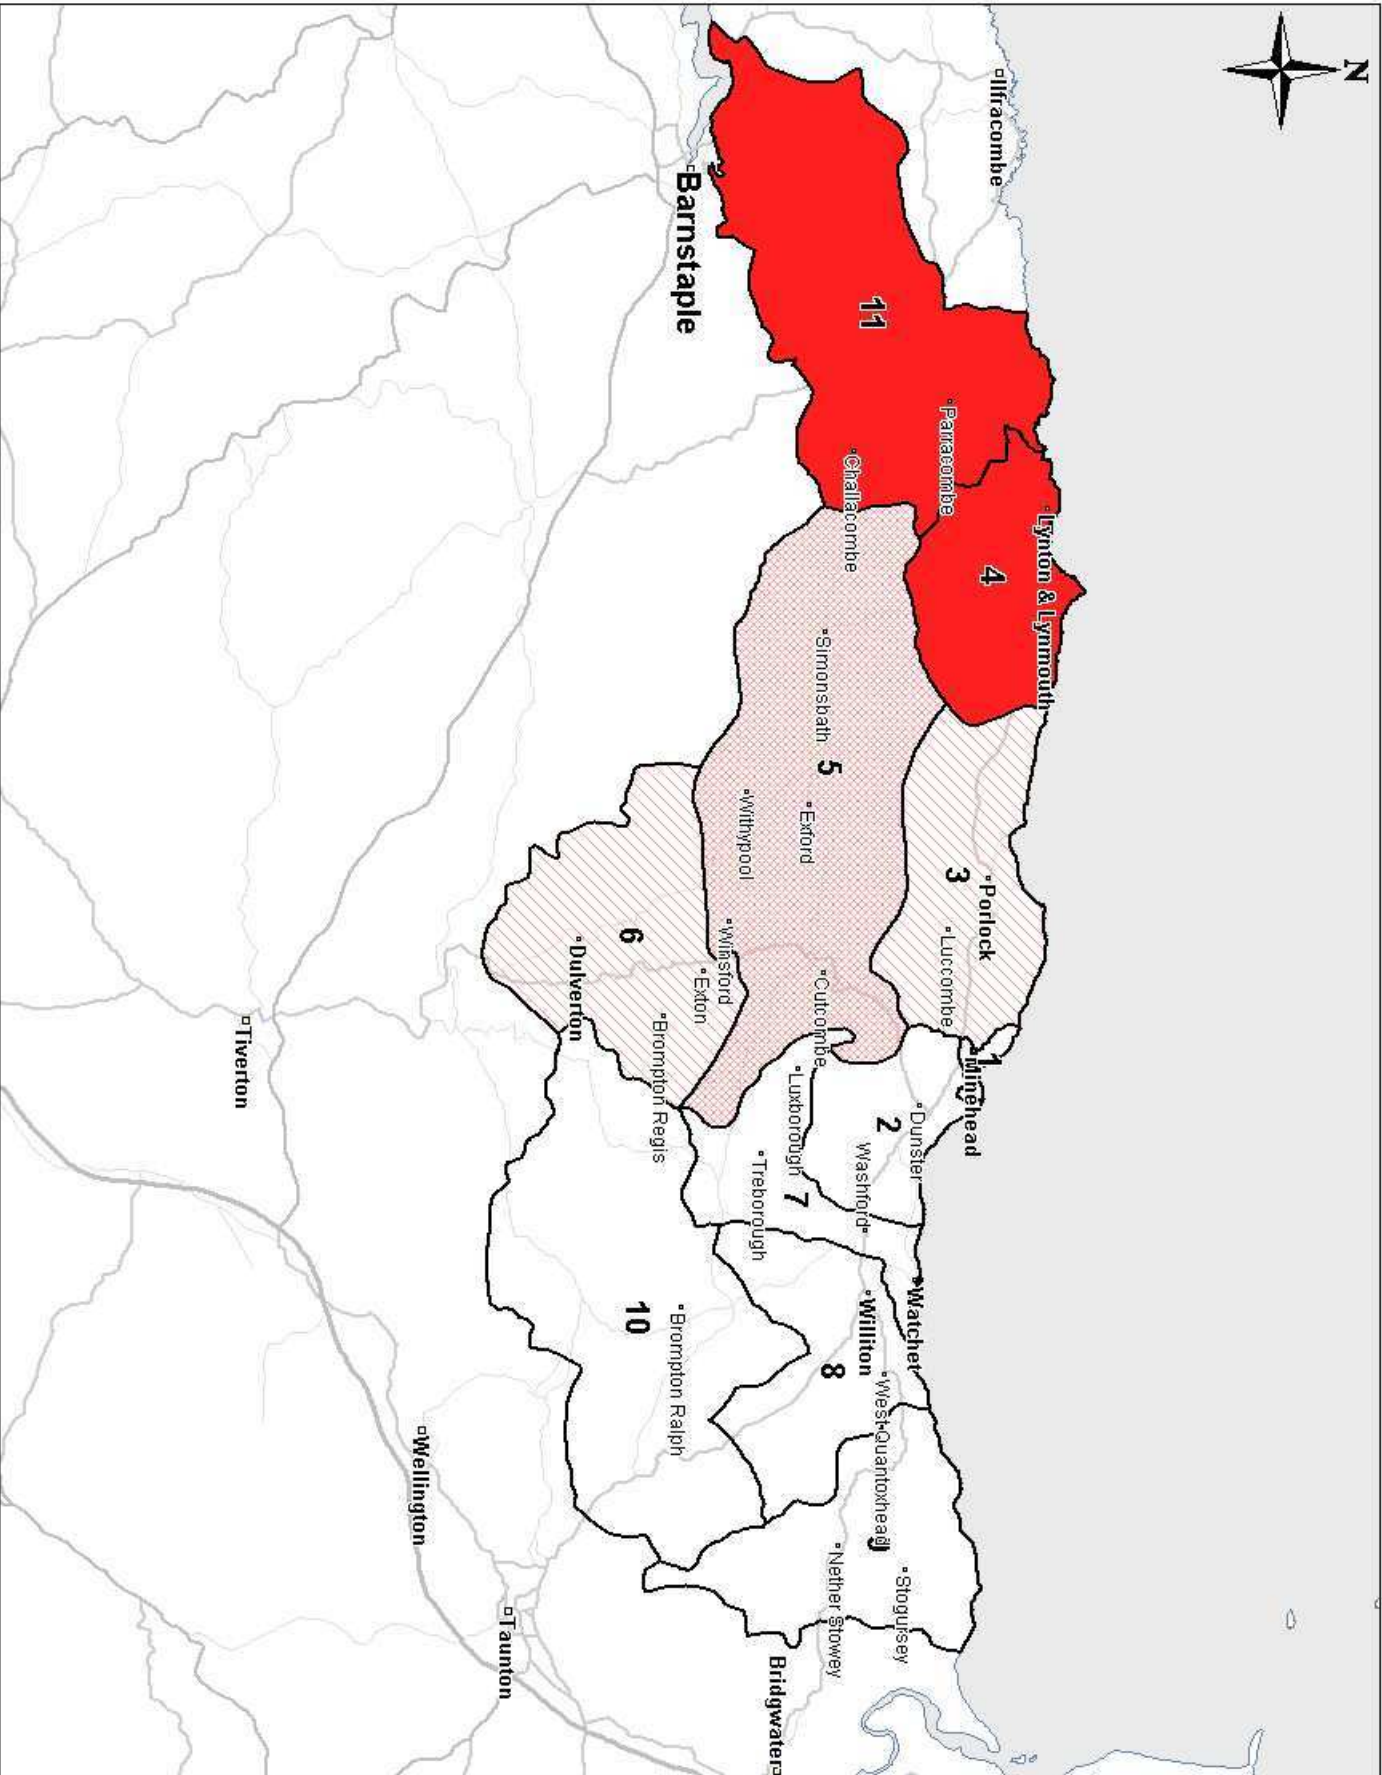 N
Ilfracombe
Barnstaple
11
Parracombe
Challacombe
Lynton & Lynmouth
4
Simonsbath
5
Exford
Withypool
3
Porlock
Luccombe
Winsford
Exton
6
Dulverton
Brompton Regis
Cutcombe
1
Minehead
Dunster
2
Luxborough
7
Washford
Treborough
Watchet
Williton
8
West Quantoxhead
10
Brompton Ralph
Stogursey
Nether Stowey
Bridgwater
Tiverton
Wellington
Taunton